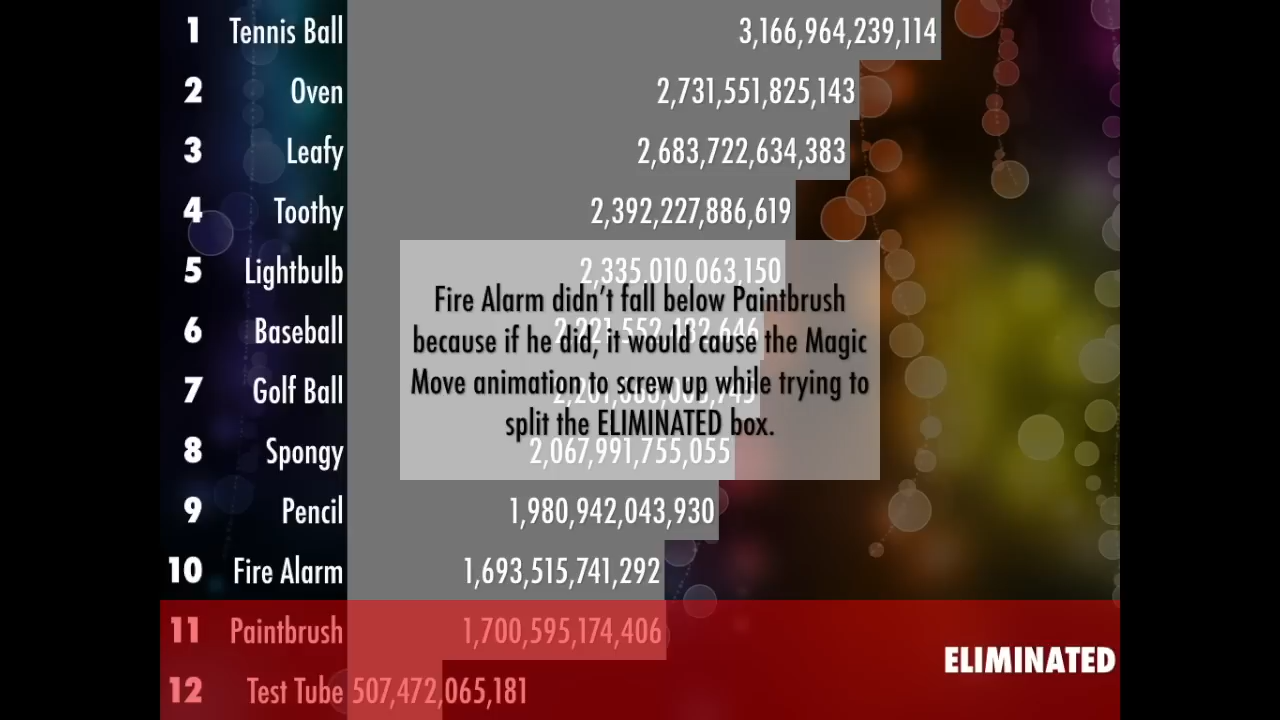 1 Tennis Ball 3,166,964,239,114
2 Oven 2,731,551,825,143
3 Leafy 2,683,722,634,383
4 Toothy 2,392,227,886,619
5 Lightbulb 2,335,010,063,150
6 Baseball
7 Golf Ball
8 Spongy 2,067,991,755,055
9 Pencil 1,980,942,043,930
10 Fire Alarm 1,693,515,741,292
11 Paintbrush 1,700,595,174,406
12 Test Tube 507,472,065,181
ELIMINATED
Fire Alarm didn’t fall below Paintbrush
because if he did, it would cause the Magic
Move animation to screw up while trying to
split the ELIMINATED box.